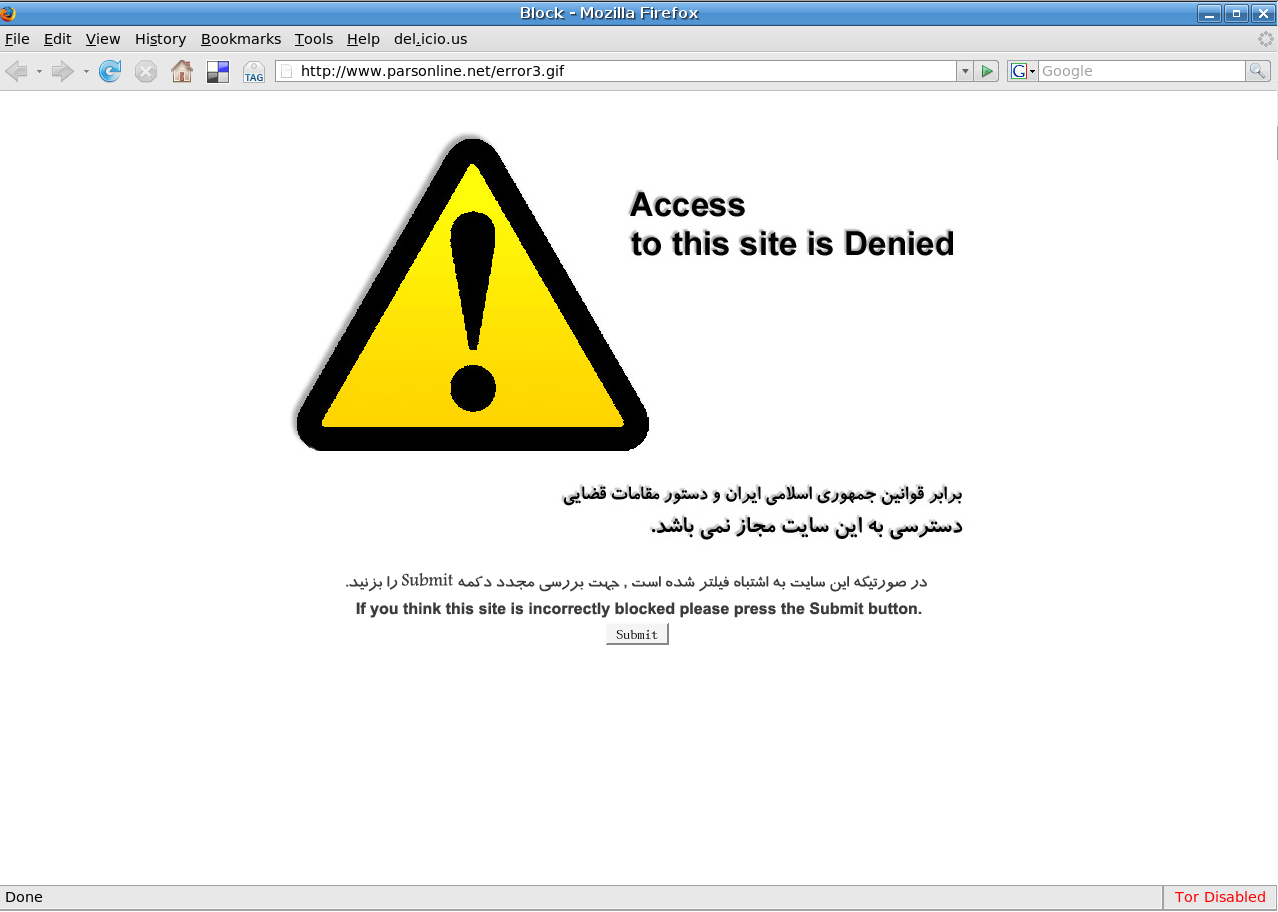 Block - Mozilla Firefox
File Edit View History Bookmarks Tools Help del.icio.us
TAG http://www.parsonline.net/error3.gif G Google
Access
to this site is Denied
برابر قوانین جمهوری اسلامی ایران و دستور مقامات قضایی
دسترسی به این سایت مجاز نمی باشد.
در صورتیکه این سایت به اشتباه فیلتر شده است , جهت بررسی مجدد دکمه Submit را بزنید.
If you think this site is incorrectly blocked please press the Submit button.
Submit
Done Tor Disabled